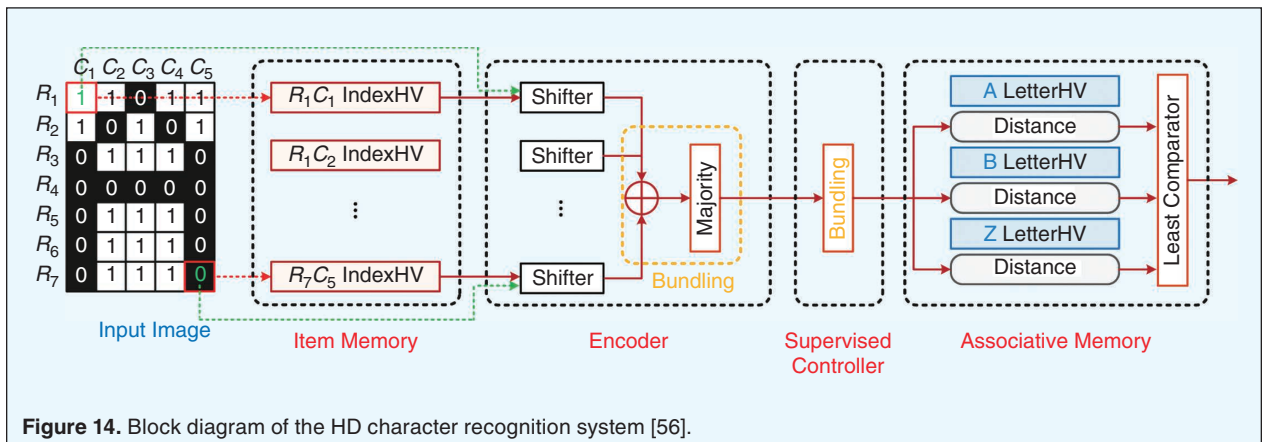 C1 C2 C3 C4 C5
R1 1 1 0 1 1
R2 1 0 1 0 1
R3 0 1 1 1 0
R4 0 0 0 0 0
R5 0 1 1 1 0
R6 0 1 1 1 0
R7 0 1 1 1 0
Input Image
R1C1 IndexHV
R1C2 IndexHV
⋮
R7C5 IndexHV
Item Memory
Shifter
Shifter
⋮
Shifter
Majority
Bundling
Encoder
Bundling
Supervised
Controller
A LetterHV
Distance
B LetterHV
Distance
Z LetterHV
Distance
Least Comparator
Associative Memory
Figure 14. Block diagram of the HD character recognition system [56].